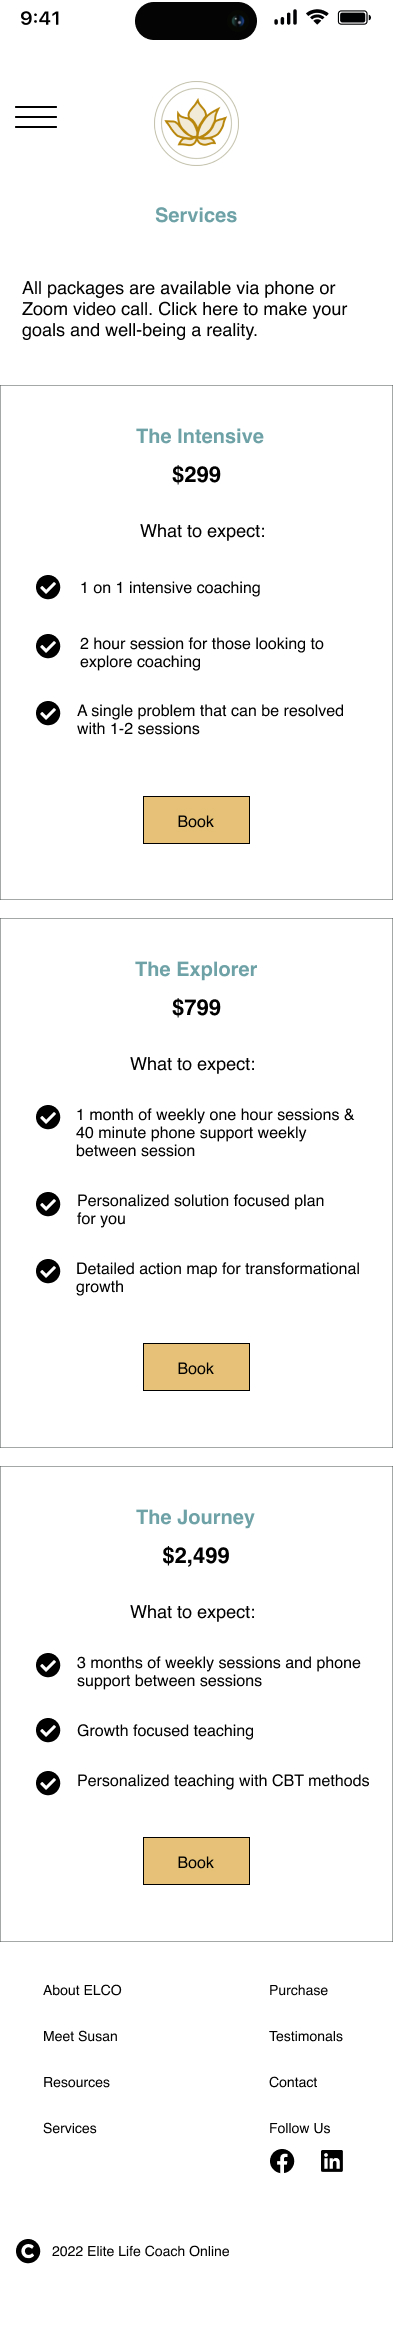 9:41
Services
All packages are available via phone or
Zoom video call. Click here to make your
goals and well-being a reality.
The Intensive
$299
What to expect:
1 on 1 intensive coaching
2 hour session for those looking to
explore coaching
A single problem that can be resolved
with 1-2 sessions
Book
The Explorer
$799
What to expect:
1 month of weekly one hour sessions &
40 minute phone support weekly
between session
Personalized solution focused plan
for you
Detailed action map for transformational
growth
Book
The Journey
$2,499
What to expect:
3 months of weekly sessions and phone
support between sessions
Growth focused teaching
Personalized teaching with CBT methods
Book
About ELCO
Purchase
Meet Susan
Testimonals
Resources
Contact
Services
Follow Us
2022 Elite Life Coach Online